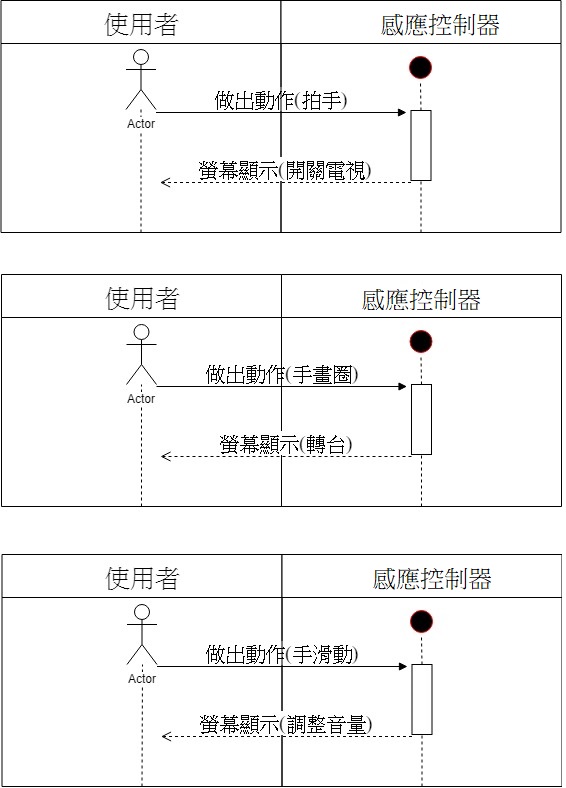 使用者 感應控制器
做出動作(拍手)
Actor
螢幕顯示(開關電視)
使用者 感應控制器
做出動作(手畫圈)
Actor
螢幕顯示(轉台)
使用者 感應控制器
做出動作(手滑動)
Actor
螢幕顯示(調整音量)